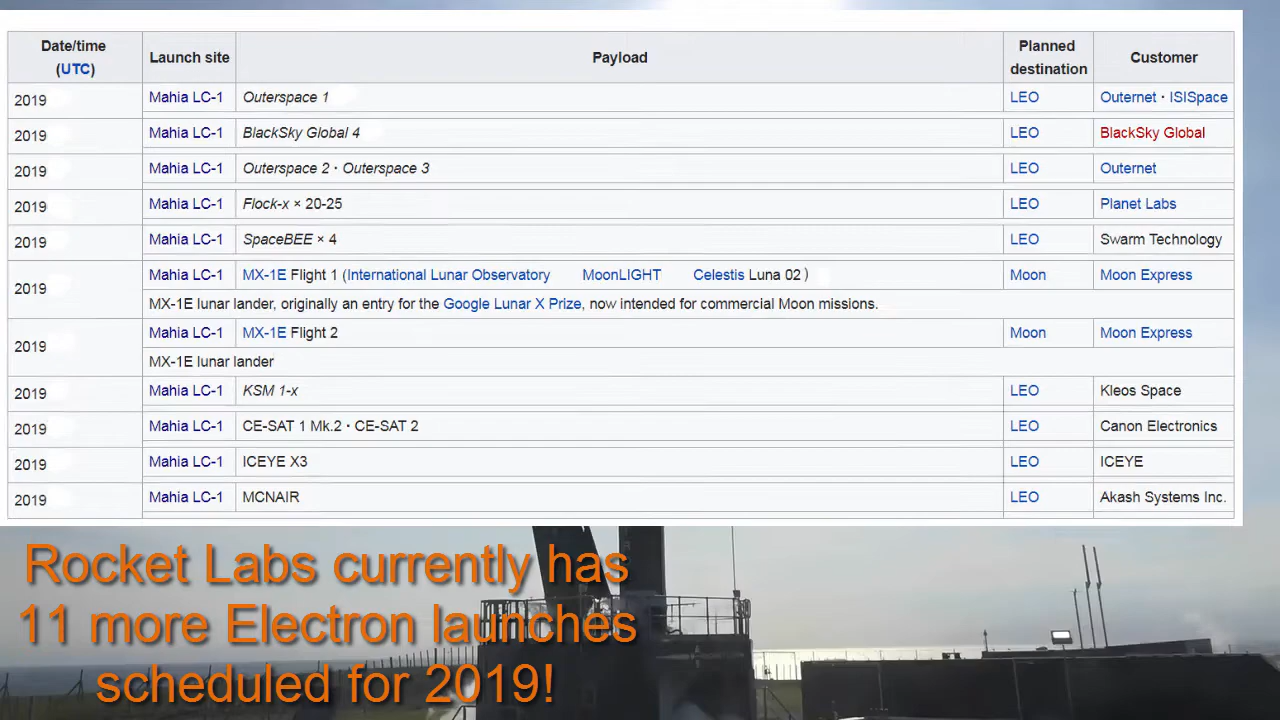 Date/time (UTC) Launch site Payload Planned destination Customer
2019 Mahia LC-1 Outerspace 1 LEO Outernet · ISISpace
2019 Mahia LC-1 BlackSky Global 4 LEO BlackSky Global
2019 Mahia LC-1 Outerspace 2 · Outerspace 3 LEO Outernet
2019 Mahia LC-1 Flock-x × 20-25 LEO Planet Labs
2019 Mahia LC-1 SpaceBEE × 4 LEO Swarm Technology
2019 Mahia LC-1 MX-1E Flight 1 (International Lunar Observatory MoonLIGHT Celestis Luna 02 ) Moon Moon Express
MX-1E lunar lander, originally an entry for the Google Lunar X Prize, now intended for commercial Moon missions.
2019 Mahia LC-1 MX-1E Flight 2 Moon Moon Express
MX-1E lunar lander
2019 Mahia LC-1 KSM 1-x LEO Kleos Space
2019 Mahia LC-1 CE-SAT 1 Mk.2 · CE-SAT 2 LEO Canon Electronics
2019 Mahia LC-1 ICEYE X3 LEO ICEYE
2019 Mahia LC-1 MCNAIR LEO Akash Systems Inc.
Rocket Labs currently has
11 more Electron launches
scheduled for 2019!